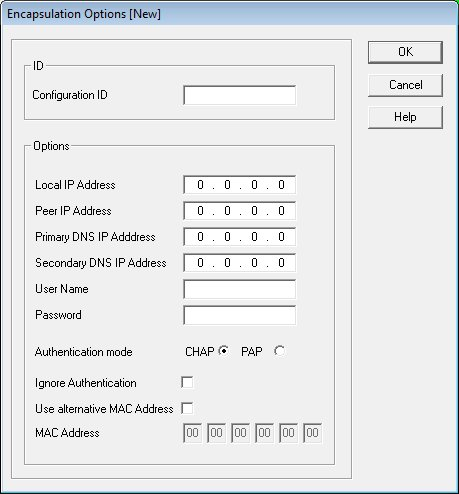 Encapsulation Options [New]
OK
ID
Configuration ID
Cancel
Help
Options
Local IP Address 0 . 0 . 0 . 0
Peer IP Address 0 . 0 . 0 . 0
Primary DNS IP Adddress 0 . 0 . 0 . 0
Secondary DNS IP Address 0 . 0 . 0 . 0
User Name
Password
Authentication mode CHAP PAP
Ignore Authentication
Use alternative MAC Address
MAC Address 00 00 00 00 00 00